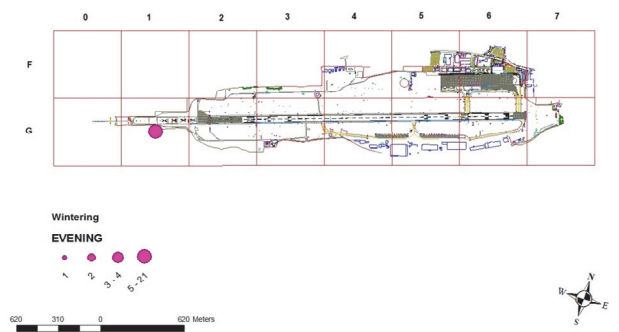 0 1 2 3 4 5 6 7
F
G
Wintering
EVENING
1 2 3 - 4 5 - 21
N
W E
S
620 310 0 620 Meters